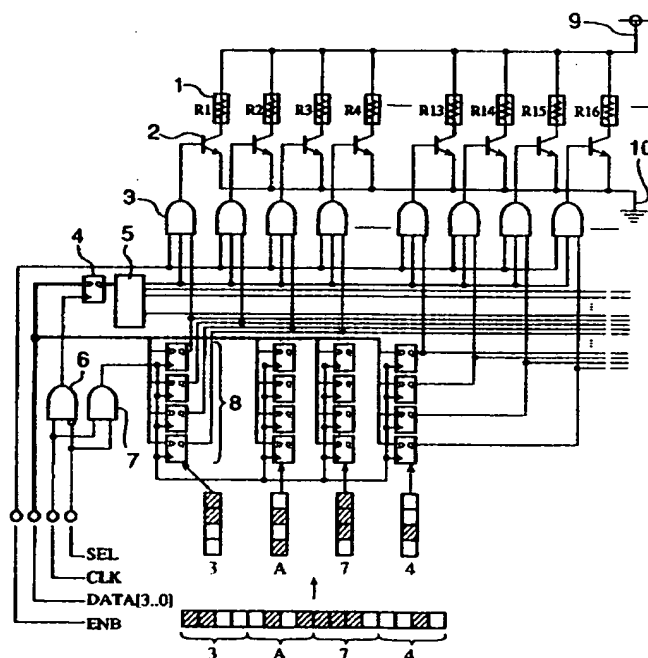 9
1
R1 R2 R3 R4 R13 R14 R15 R16
2
10
3
4 5
6
8
7
3 A 7 4
SEL
CLK
DATA[3..0]
ENB
3 A 7 4